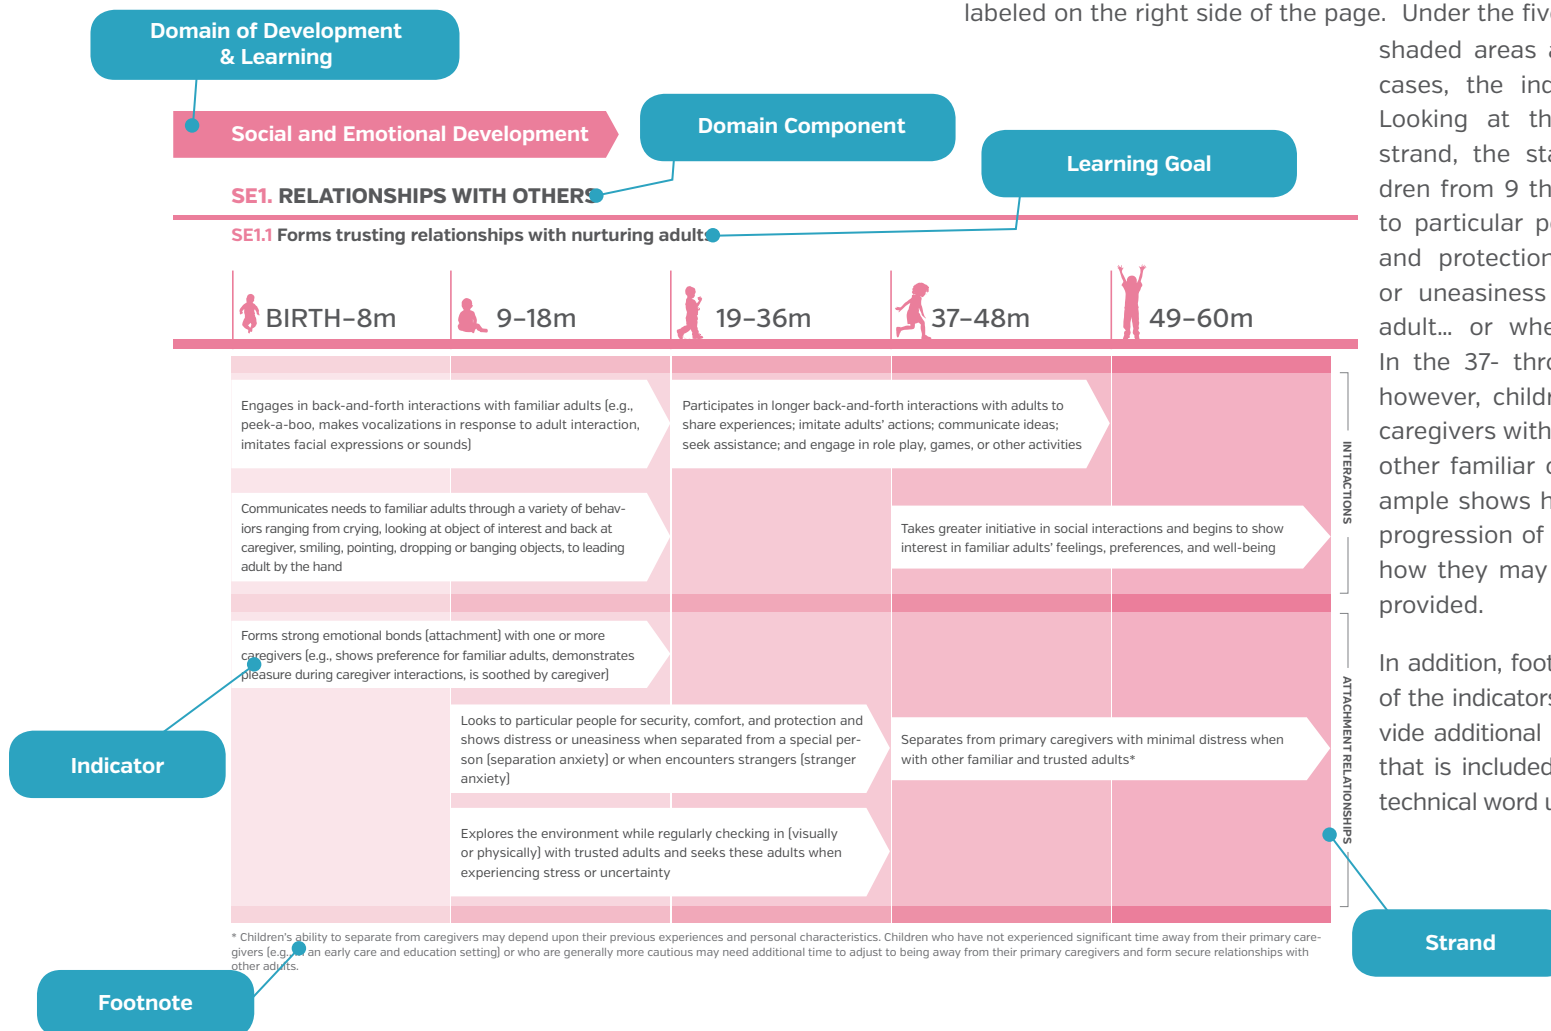 labeled on the right side of the page. Under the
Domain of Development
& Learning
Social and Emotional Development
Domain Component
Learning Goal
SE1. RELATIONSHIPS WITH OTHERS
SE1.1 Forms trusting relationships with nurturing adults
BIRTH–8m
9–18m
19–36m
37–48m
49–60m
Engages in back-and-forth interactions with familiar adults (e.g.,
peek-a-boo, makes vocalizations in response to adult interaction,
imitates facial expressions or sounds)
Participates in longer back-and-forth interactions with adults to
share experiences; imitate adults' actions; communicate ideas;
seek assistance; and engage in role play, games, or other activities
Communicates needs to familiar adults through a variety of behav-
iors ranging from crying, looking at object of interest and back at
caregiver, smiling, pointing, dropping or banging objects, to leading
adult by the hand
Takes greater initiative in social interactions and begins to show
interest in familiar adults' feelings, preferences, and well-being
INTERACTIONS
Forms strong emotional bonds (attachment) with one or more
caregivers (e.g., shows preference for familiar adults, demonstrates
pleasure during caregiver interactions, is soothed by caregiver)
Looks to particular people for security, comfort, and protection and
shows distress or uneasiness when separated from a special per-
son (separation anxiety) or when encounters strangers (stranger
anxiety)
Separates from primary caregivers with minimal distress when
with other familiar and trusted adults*
Explores the environment while regularly checking in (visually
or physically) with trusted adults and seeks these adults when
experiencing stress or uncertainty
ATTACHMENT RELATIONSHIPS
Indicator
Strand
Footnote
* Children's ability to separate from caregivers may depend upon their previous experiences and personal characteristics. Children who have not experienced significant time away from their primary care-
givers (e.g., an early care and education setting) or who are generally more cautious may need additional time to adjust to being away from their primary caregivers and form secure relationships with
other adults.
shaded areas
cases, the
Looking at
strand, the
dren from 9
to particular
and protection
or uneasiness
adult... or
In the 37-
however,
caregivers with
other familiar
ample shows
progression of
how they may
provided.
In addition,
of the indicators
vide additional
that is included
technical word